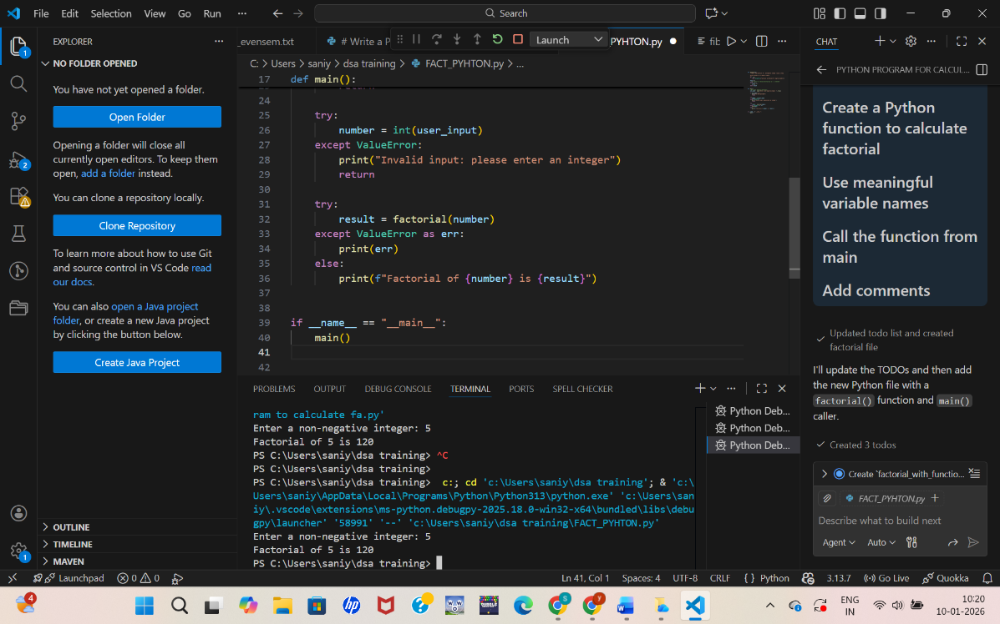 File Edit Selection View Go Run ···
Search
EXPLORER
NO FOLDER OPENED
You have not yet opened a folder.
Open Folder
Opening a folder will close all
currently open editors. To keep them
open, add a folder instead.
You can clone a repository locally.
Clone Repository
To learn more about how to use Git
and source control in VS Code read
our docs.
You can also open a Java project
folder, or create a new Java project
by clicking the button below.
Create Java Project
OUTLINE
TIMELINE
MAVEN
1
2
1
_evensem.txt
# Write a P
Launch
PYHTON.py
fib
C: > Users > saniy > dsa training > FACT_PYHTON.py > ...
17 def main():
24
25 try:
26 number = int(user_input)
27 except ValueError:
28 print("Invalid input: please enter an integer")
29 return
30
31 try:
32 result = factorial(number)
33 except ValueError as err:
34 print(err)
35 else:
36 print(f"Factorial of {number} is {result}")
37
38
39 if __name__ == "__main__":
40 main()
41
42
PROBLEMS OUTPUT DEBUG CONSOLE TERMINAL PORTS SPELL CHECKER
ram to calculate fa.py'
Enter a non-negative integer: 5
Factorial of 5 is 120
PS C:\Users\saniy\dsa training> ^C
PS C:\Users\saniy\dsa training>
PS C:\Users\saniy\dsa training> c:; cd 'c:\Users\saniy\dsa training'; & 'c:\
Users\saniy\AppData\Local\Programs\Python\Python313\python.exe' 'c:\Users\san
iy\.vscode\extensions\ms-python.debugpy-2025.18.0-win32-x64\bundled\libs\debu
gpy\launcher' '58991' '--' 'c:\Users\saniy\dsa training\FACT_PYHTON.py'
Enter a non-negative integer: 5
Factorial of 5 is 120
PS C:\Users\saniy\dsa training>
Python Deb...
Python Deb...
Python Deb...
CHAT
PYTHON PROGRAM FOR CALCUL...
Create a Python
function to calculate
factorial
Use meaningful
variable names
Call the function from
main
Add comments
Updated todo list and created
factorial file
I'll update the TODOs and then add
the new Python file with a
factorial() function and main()
caller.
Created 3 todos
Create `factorial_with_functio...
FACT_PYHTON.py
Describe what to build next
Agent Auto
Launchpad 0 0 Ln 41, Col 1 Spaces: 4 UTF-8 CRLF {} Python 3.13.7 Go Live Quokka
4
S
y
ENG
IN
10:20
10-01-2026